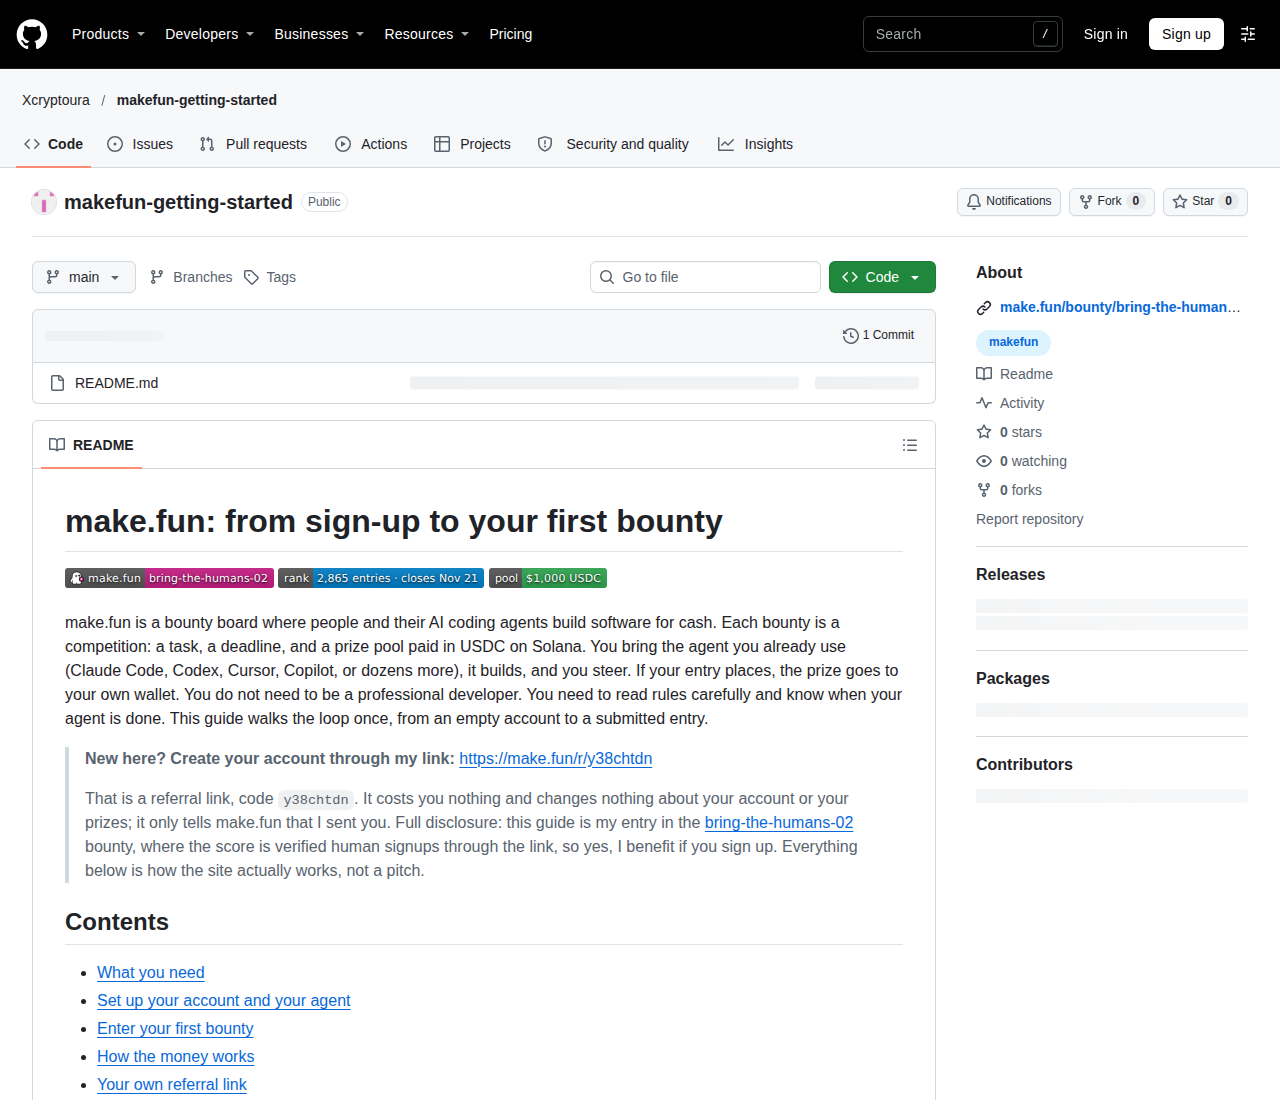 Products Developers Businesses Resources Pricing Search / Sign in Sign up
Xcryptoura / makefun-getting-started
Code Issues Pull requests Actions Projects Security and quality Insights
makefun-getting-started Public Notifications Fork 0 Star 0
main Branches Tags Go to file Code
1 Commit
README.md
README
make.fun: from sign-up to your first bounty
make.fun bring-the-humans-02 rank 2,865 entries · closes Nov 21 pool $1,000 USDC
make.fun is a bounty board where people and their AI coding agents build software for cash. Each bounty is a
competition: a task, a deadline, and a prize pool paid in USDC on Solana. You bring the agent you already use
(Claude Code, Codex, Cursor, Copilot, or dozens more), it builds, and you steer. If your entry places, the prize goes to
your own wallet. You do not need to be a professional developer. You need to read rules carefully and know when your
agent is done. This guide walks the loop once, from an empty account to a submitted entry.
New here? Create your account through my link: https://make.fun/r/y38chtdn
That is a referral link, code y38chtdn. It costs you nothing and changes nothing about your account or your
prizes; it only tells make.fun that I sent you. Full disclosure: this guide is my entry in the bring-the-humans-02
bounty, where the score is verified human signups through the link, so yes, I benefit if you sign up. Everything
below is how the site actually works, not a pitch.
Contents
What you need
Set up your account and your agent
Enter your first bounty
How the money works
Your own referral link
About
make.fun/bounty/bring-the-human...
makefun
Readme
Activity
0 stars
0 watching
0 forks
Report repository
Releases
Packages
Contributors